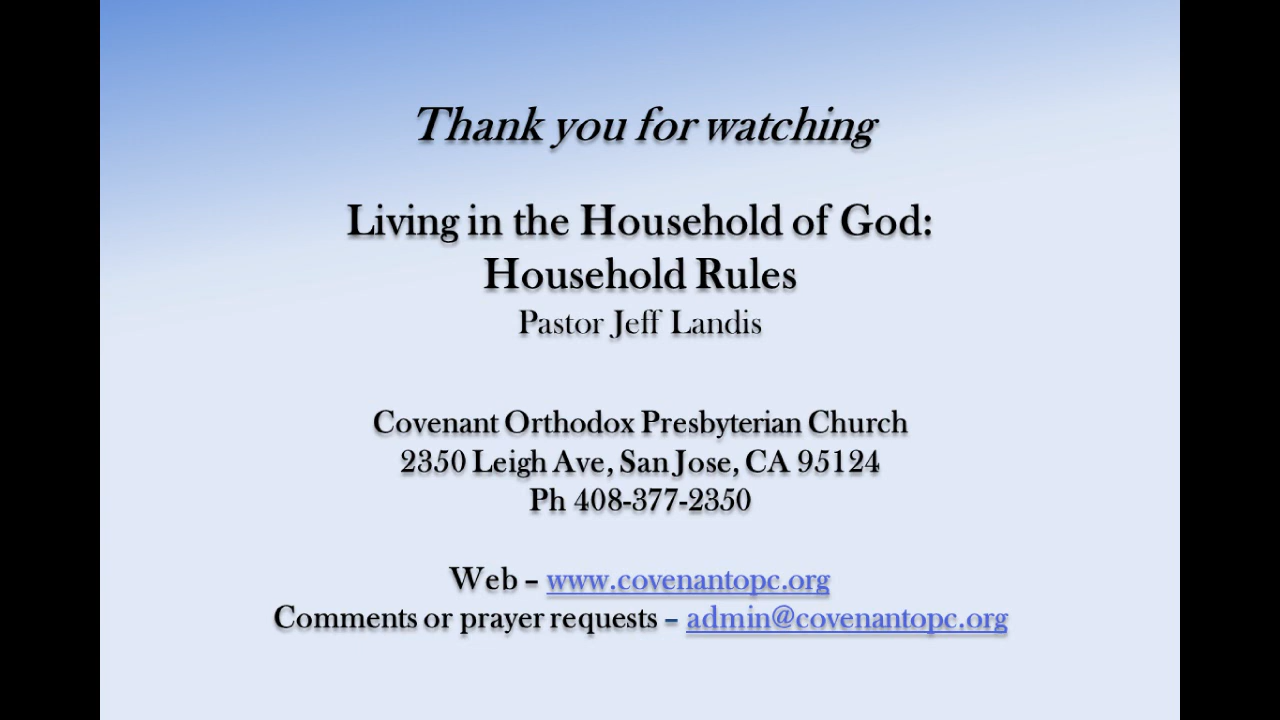 Thank you for watching
Living in the Household of God:
Household Rules
Pastor Jeff Landis
Covenant Orthodox Presbyterian Church
2350 Leigh Ave, San Jose, CA 95124
Ph 408-377-2350
Web – www.covenantopc.org
Comments or prayer requests – admin@covenantopc.org